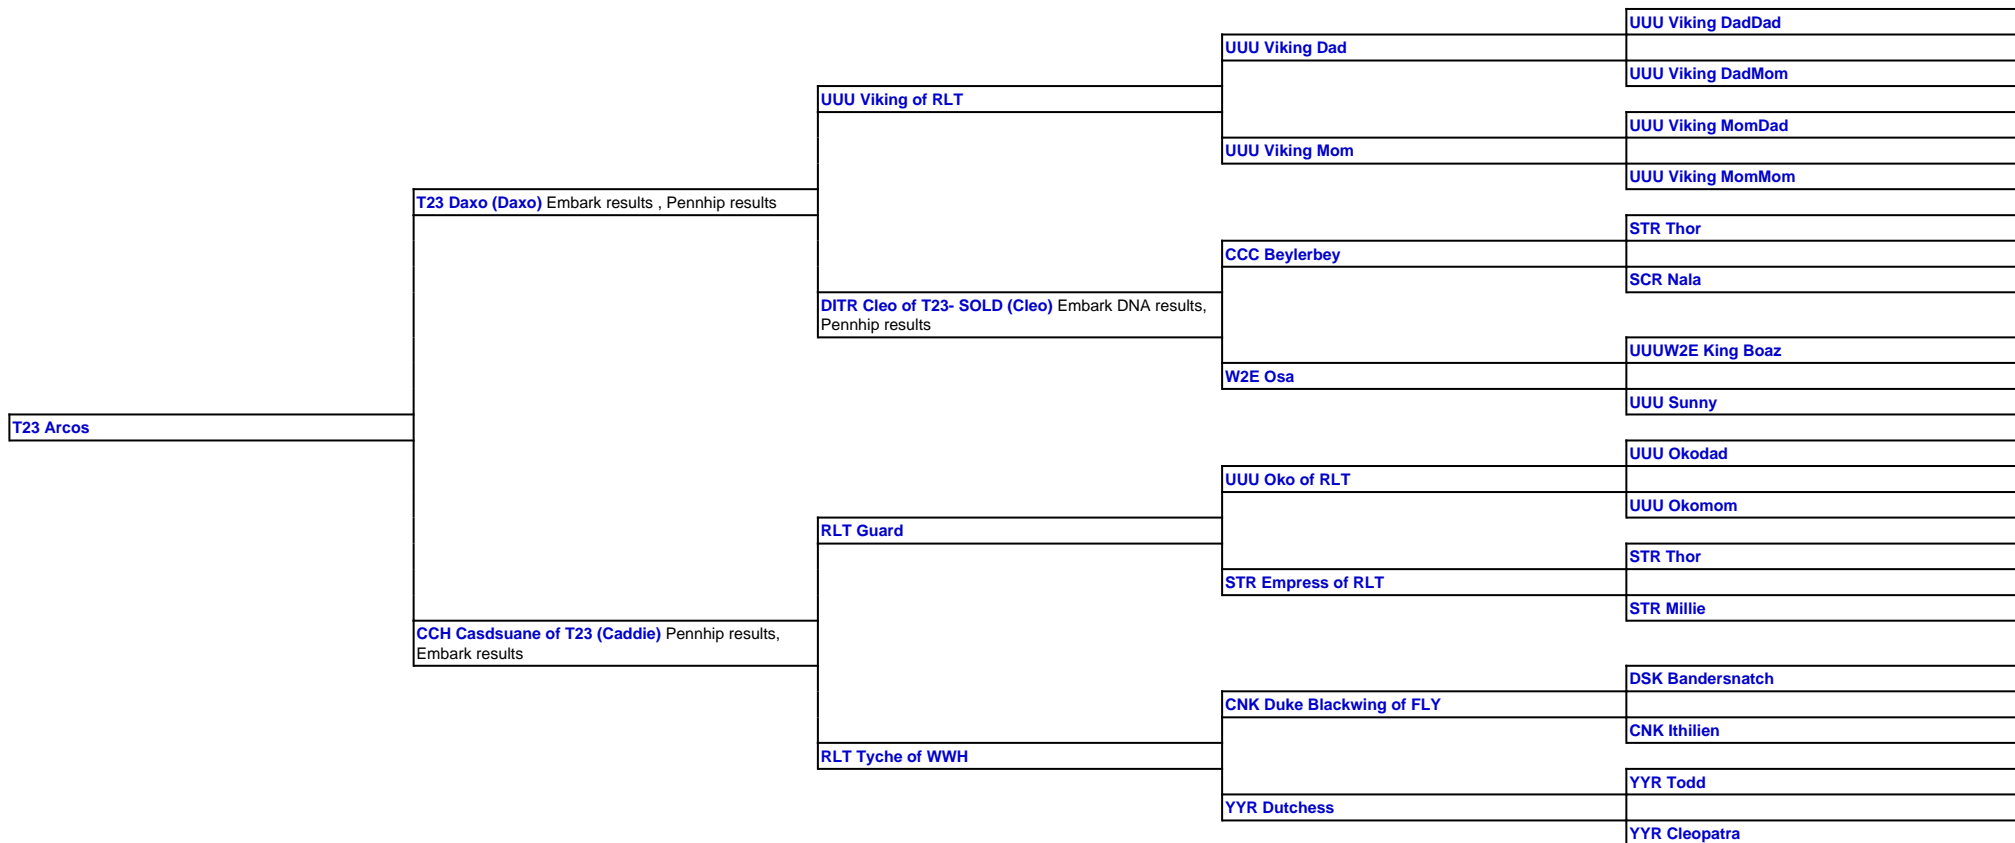 UUU Viking DadDad
UUU Viking Dad
UUU Viking DadMom
UUU Viking of RLT
UUU Viking MomDad
UUU Viking Mom
UUU Viking MomMom
T23 Daxo (Daxo) Embark results , Pennhip results
STR Thor
CCC Beylerbey
SCR Nala
DITR Cleo of T23- SOLD (Cleo) Embark DNA results,
Pennhip results
UUUW2E King Boaz
W2E Osa
UUU Sunny
T23 Arcos
UUU Okodad
UUU Oko of RLT
UUU Okomom
RLT Guard
STR Thor
STR Empress of RLT
STR Millie
CCH Casdsuane of T23 (Caddie) Pennhip results,
Embark results
DSK Bandersnatch
CNK Duke Blackwing of FLY
CNK Ithilien
RLT Tyche of WWH
YYR Todd
YYR Dutchess
YYR Cleopatra